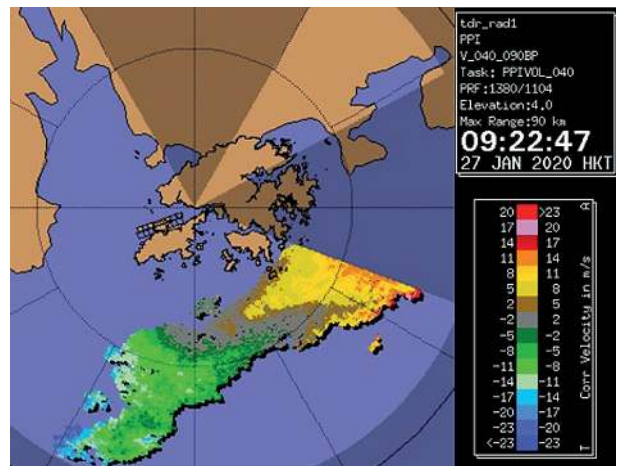 tdr_rad1
PPI
V_040_090BP
Task: PPIVOL_040
PRF:1380/1104
Elevation:4.0
Max Range:90 km
09:22:47
27 JAN 2020 HKT
20 >23
17 20
14 17
11 14
8 11
5 8
2 5
-2 2
-5 -2
-8 -5
-11 -8
-14 -11
-17 -14
-20 -17
-23 -20
<-23 -23
T Corr Velocity in m/s A